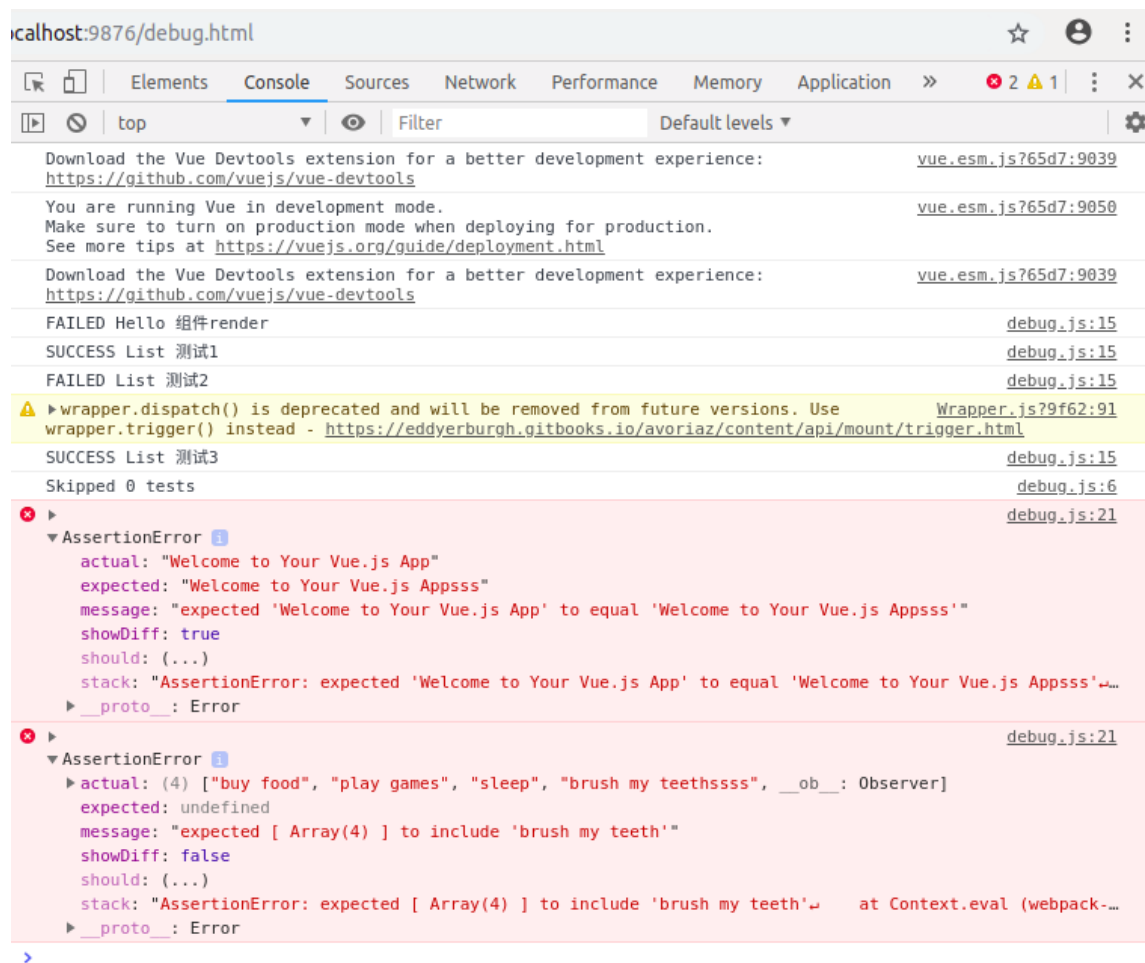 ocalhost:9876/debug.html
Elements Console Sources Network Performance Memory Application » 2 1
top Filter Default levels
Download the Vue Devtools extension for a better development experience: vue.esm.js?65d7:9039
https://github.com/vuejs/vue-devtools
You are running Vue in development mode. vue.esm.js?65d7:9050
Make sure to turn on production mode when deploying for production.
See more tips at https://vuejs.org/guide/deployment.html
Download the Vue Devtools extension for a better development experience: vue.esm.js?65d7:9039
https://github.com/vuejs/vue-devtools
FAILED Hello 组件render debug.js:15
SUCCESS List 测试1 debug.js:15
FAILED List 测试2 debug.js:15
wrapper.dispatch() is deprecated and will be removed from future versions. Use Wrapper.js?9f62:91
wrapper.trigger() instead - https://eddyerburgh.gitbooks.io/avoriaz/content/api/mount/trigger.html
SUCCESS List 测试3 debug.js:15
Skipped 0 tests debug.js:6
debug.js:21
AssertionError i
actual: "Welcome to Your Vue.js App"
expected: "Welcome to Your Vue.js Appsss"
message: "expected 'Welcome to Your Vue.js App' to equal 'Welcome to Your Vue.js Appsss'"
showDiff: true
should: (...)
stack: "AssertionError: expected 'Welcome to Your Vue.js App' to equal 'Welcome to Your Vue.js Appsss'↵…
__proto__: Error
debug.js:21
AssertionError i
actual: (4) ["buy food", "play games", "sleep", "brush my teethssss", __ob__: Observer]
expected: undefined
message: "expected [ Array(4) ] to include 'brush my teeth'"
showDiff: false
should: (...)
stack: "AssertionError: expected [ Array(4) ] to include 'brush my teeth'↵ at Context.eval (webpack-…
__proto__: Error